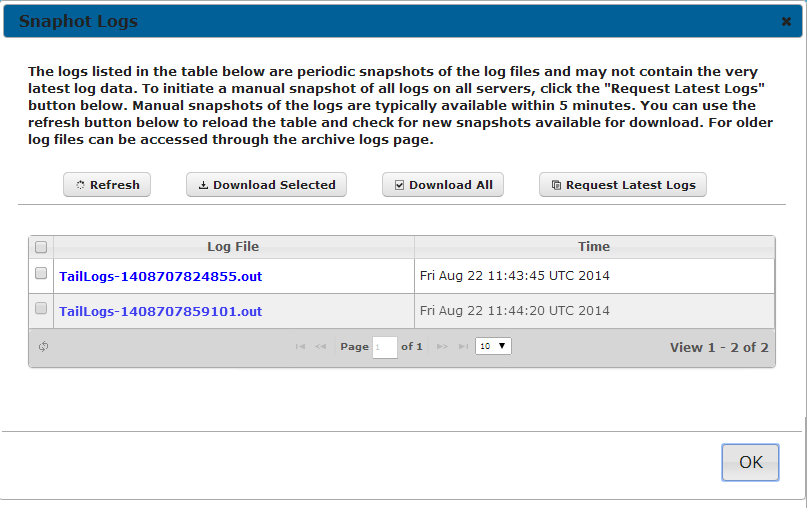 Snaphot Logs
The logs listed in the table below are periodic snapshots of the log files and may not contain the very
latest log data. To initiate a manual snapshot of all logs on all servers, click the "Request Latest Logs"
button below. Manual snapshots of the logs are typically available within 5 minutes. You can use the
refresh button below to reload the table and check for new snapshots available for download. For older
log files can be accessed through the archive logs page.
Refresh Download Selected Download All Request Latest Logs
Log File Time
TailLogs-1408707824855.out Fri Aug 22 11:43:45 UTC 2014
TailLogs-1408707859101.out Fri Aug 22 11:44:20 UTC 2014
Page 1 of 1 10 View 1 - 2 of 2
OK